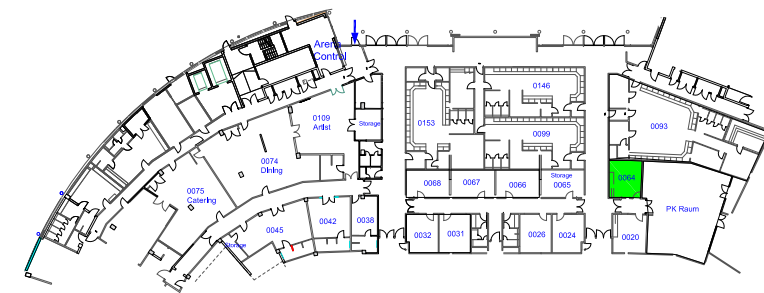 Arena
Control
0146
0109
Artist
Storage
0153
0099
0093
0074
Dining
0075
Catering
0068
0067
0066
Storage
0065
0064
PK Raum
0045
0042
0038
0032
0031
0026
0024
0020
Storage